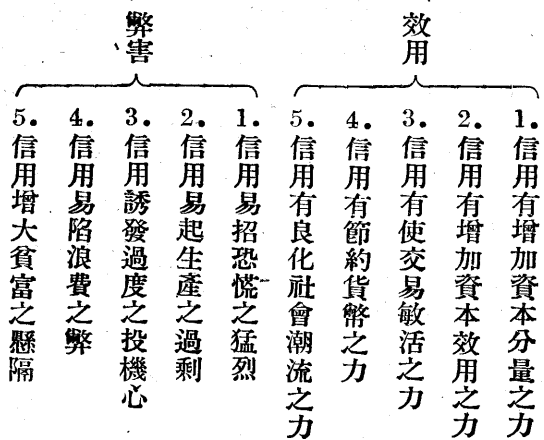 效用
1. 信用有增加資本分量之力
2. 信用有增加資本效用之力
3. 信用有使交易敏活之力
4. 信用有節約貨幣之力
5. 信用有良化社會潮流之力
弊害
1. 信用易招恐慌之猛烈
2. 信用易起生產之過剩
3. 信用誘發過度之投機心
4. 信用易陷浪費之弊
5. 信用增大貧富之懸隔